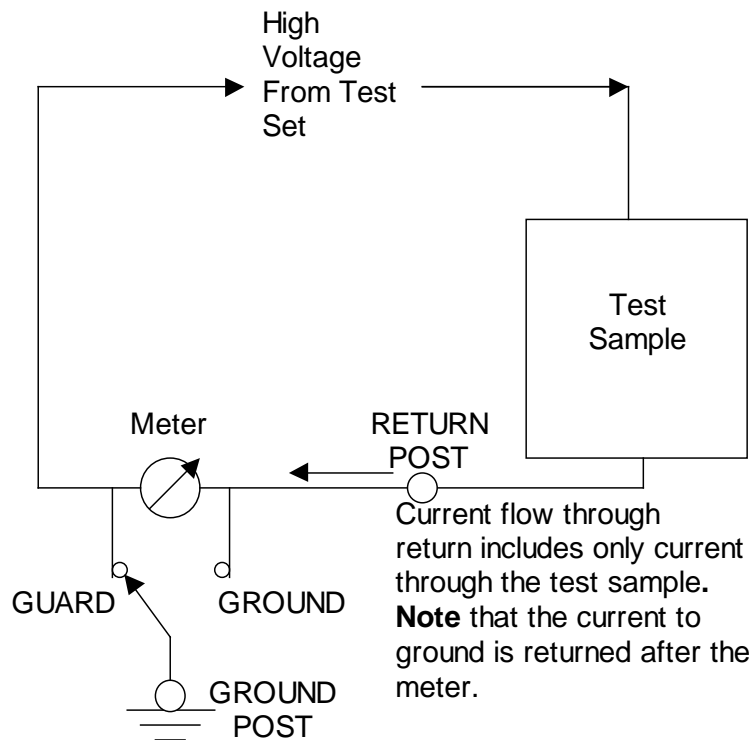 High
Voltage
From Test
Set
Test
Sample
Meter
RETURN
POST
Current flow through
return includes only current
through the test sample.
Note that the current to
ground is returned after the
meter.
GUARD
GROUND
GROUND
POST